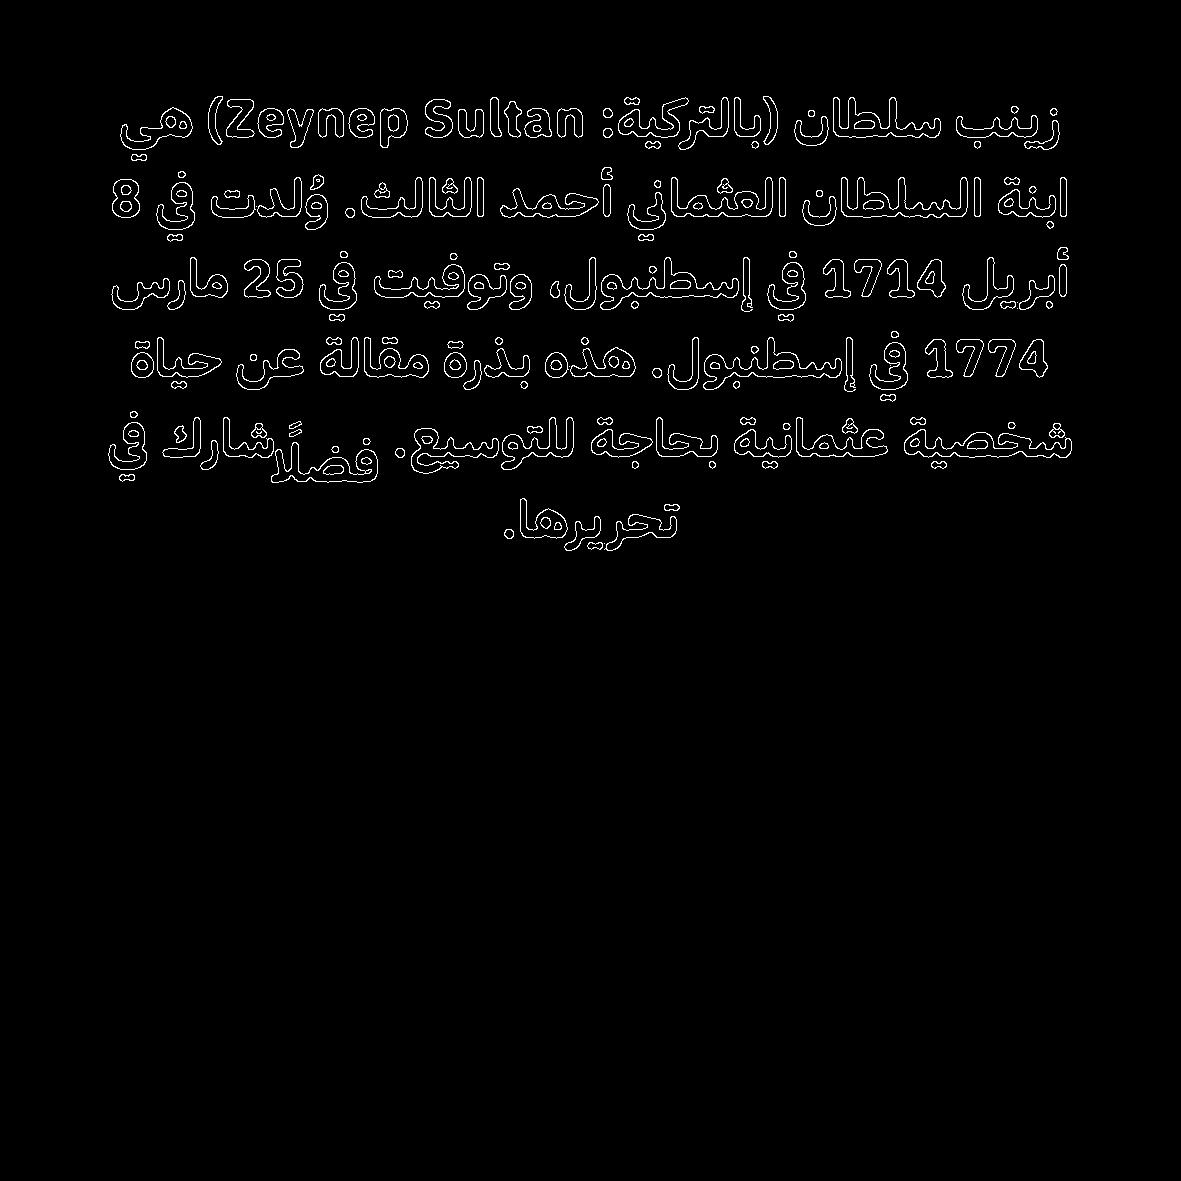 زينب سلطان (بالتركية: Zeynep Sultan) هي
ابنة السلطان العثماني أحمد الثالث. وُلدت في 8
أبريل 1714 في إسطنبول، وتوفيت في 25 مارس
1774 في إسطنبول. هذه بذرة مقالة عن حياة
شخصية عثمانية بحاجة للتوسيع. فضلًا شارك في
تحريرها.